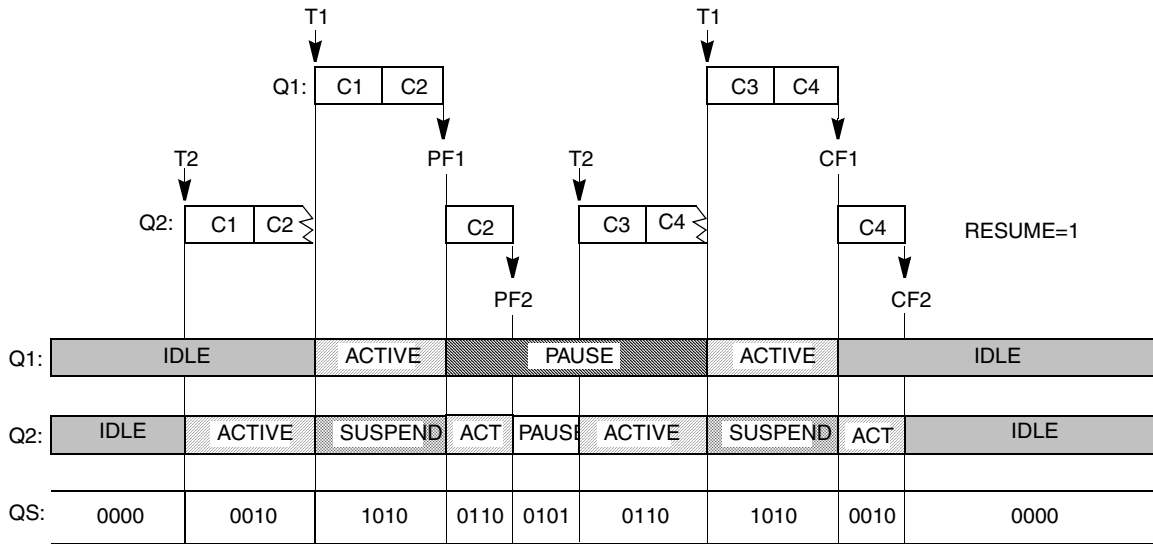 T1 T1
Q1: C1 C2 C3 C4
T2 PF1 T2 CF1
Q2: C1 C2 C2 C3 C4 C4 RESUME=1
PF2 CF2
Q1: IDLE ACTIVE PAUSE ACTIVE IDLE
Q2: IDLE ACTIVE SUSPEND ACT PAUSE ACTIVE SUSPEND ACT IDLE
QS: 0000 0010 1010 0110 0101 0110 1010 0010 0000